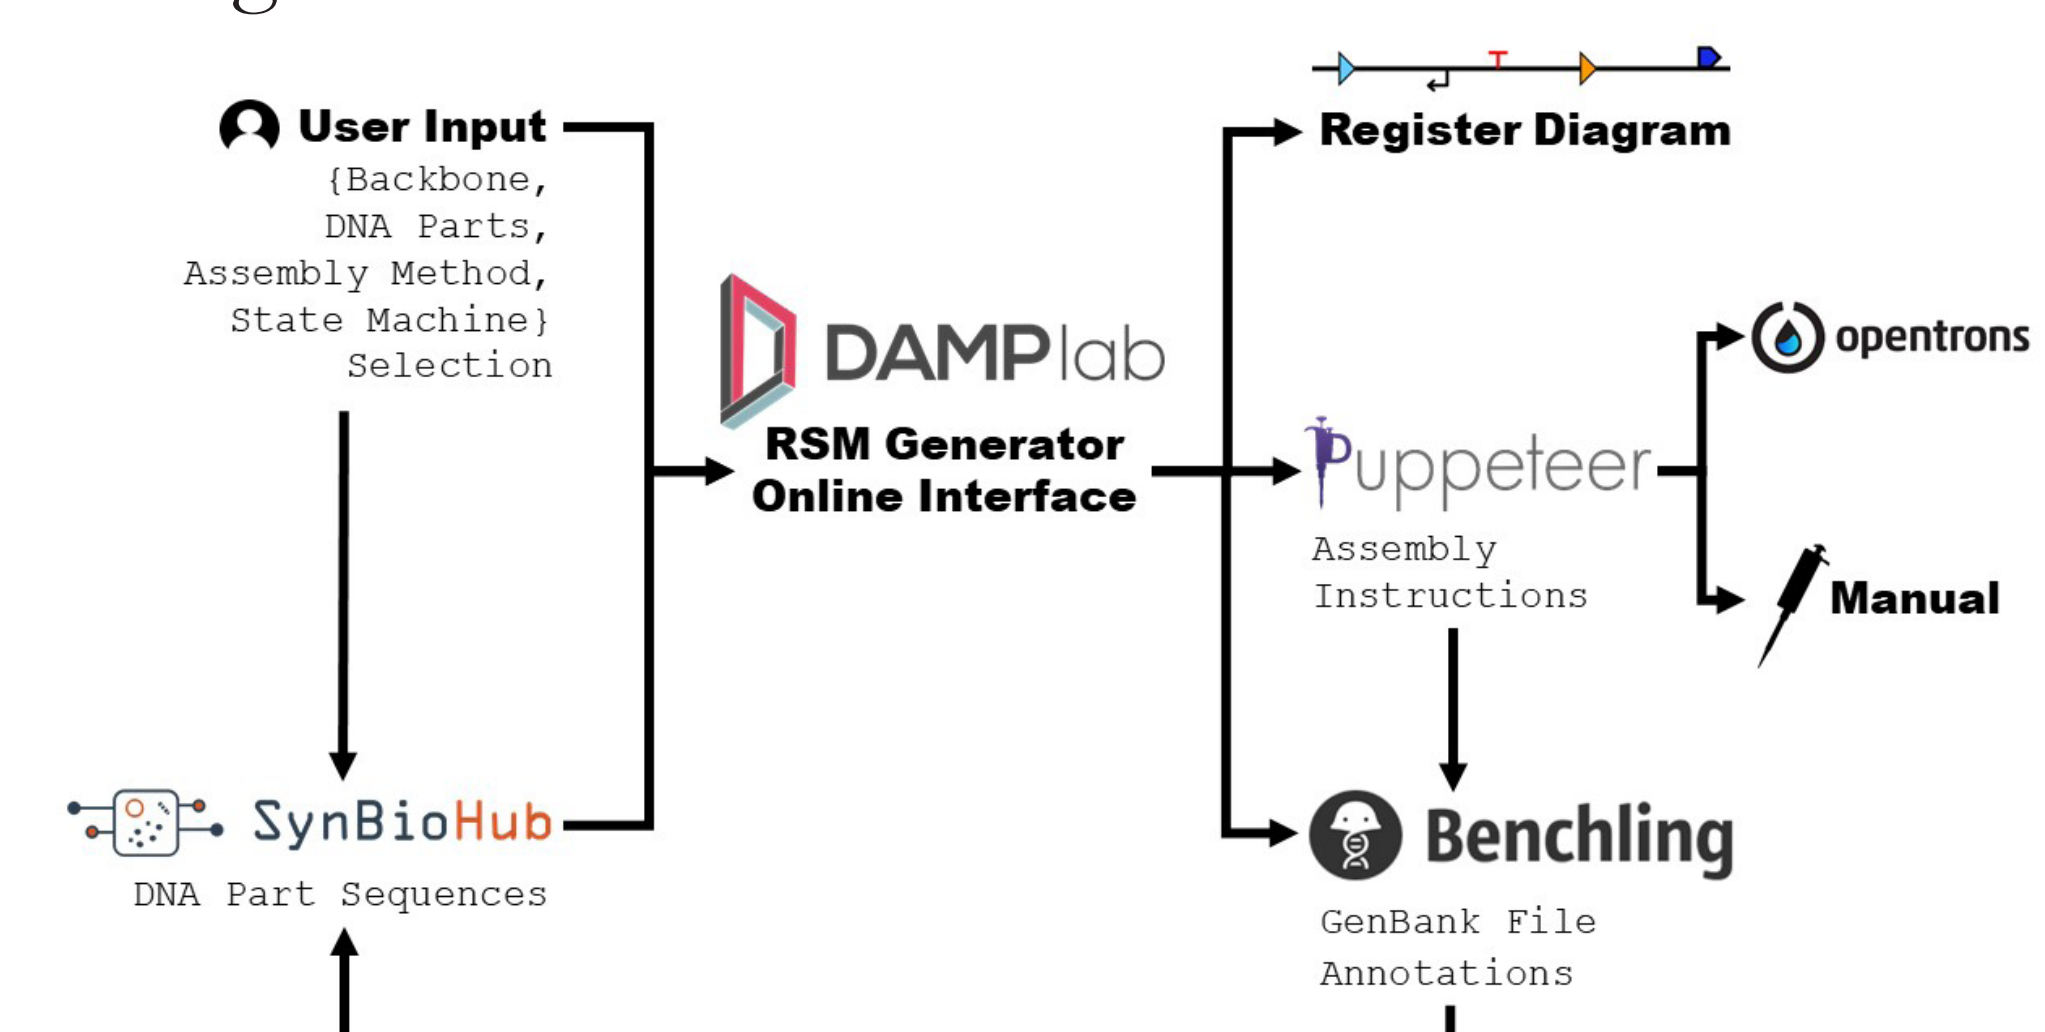 User Input
{Backbone,
DNA Parts,
Assembly Method,
State Machine}
Selection
SynBioHub
DNA Part Sequences
DAMPlab
RSM Generator
Online Interface
T
Register Diagram
Puppeteer
Assembly
Instructions
opentrons
Manual
Benchling
GenBank File
Annotations